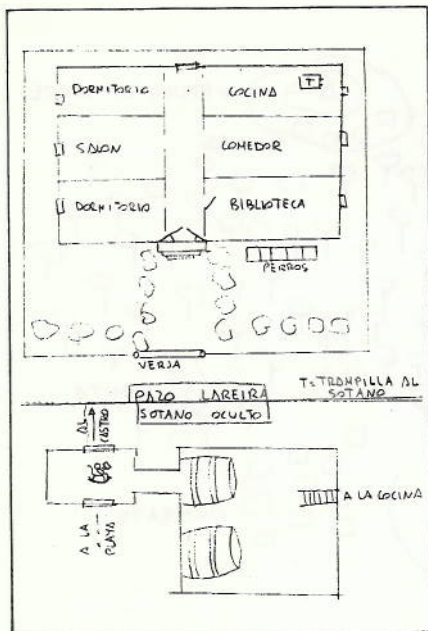 DORMITORIO
COCINA
T
SALON
COMEDOR
DORMITORIO
BIBLIOTECA
PERROS
VERJA
PAZO LAREIRA
T=TRAMPILLA AL
SOTANO
SOTANO OCULTO
AL
CASTRO
A LA COCINA
A LA
PLAYA